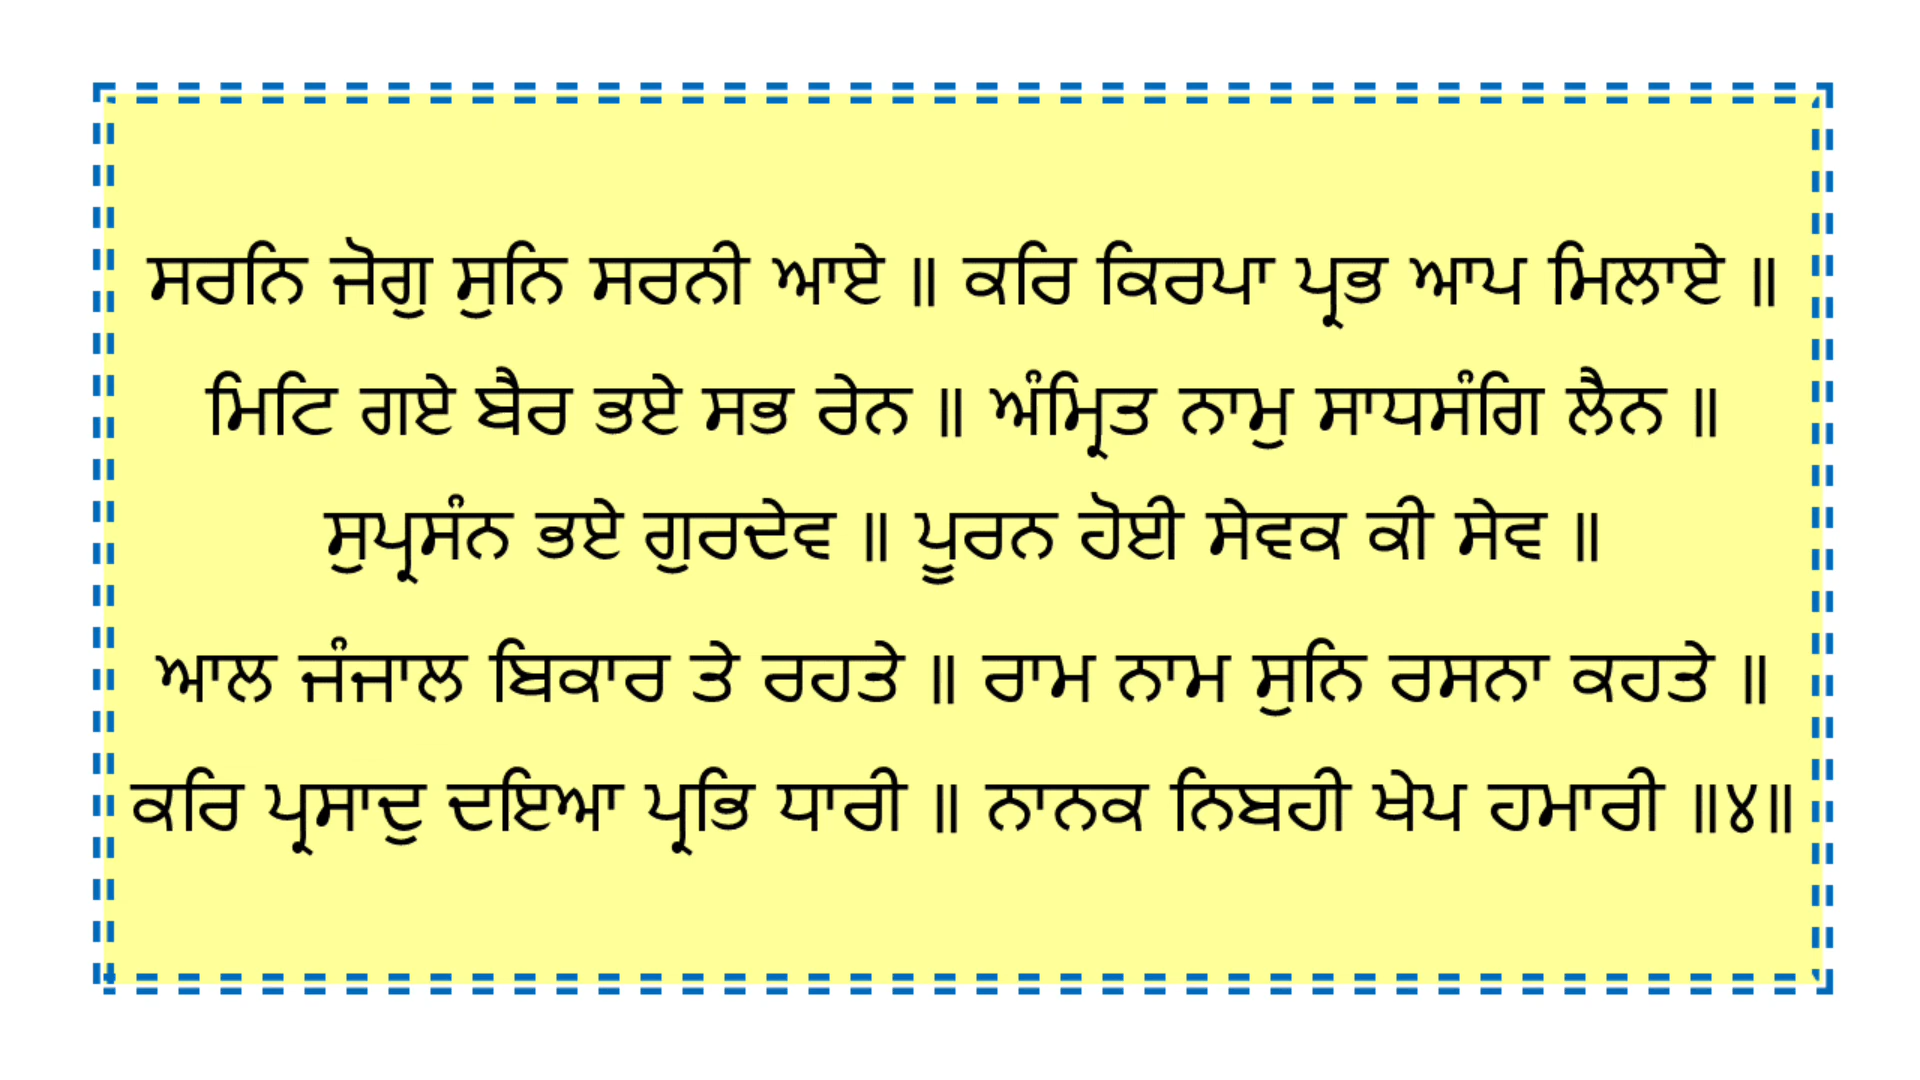 ਸਰਨਿ ਜੋਗੁ ਸੁਨਿ ਸਰਨੀ ਆਏ ॥ ਕਰਿ ਕਿਰਪਾ ਪ੍ਰਭ ਆਪ ਮਿਲਾਏ ॥
ਮਿਟਿ ਗਏ ਬੈਰ ਭਏ ਸਭ ਰੇਨ ॥ ਅੰਮ੍ਰਿਤ ਨਾਮੁ ਸਾਧਸੰਗਿ ਲੈਨ ॥
ਸੁਪ੍ਰਸੰਨ ਭਏ ਗੁਰਦੇਵ ॥ ਪੂਰਨ ਹੋਈ ਸੇਵਕ ਕੀ ਸੇਵ ॥
ਆਲ ਜੰਜਾਲ ਬਿਕਾਰ ਤੇ ਰਹਤੇ ॥ ਰਾਮ ਨਾਮ ਸੁਨਿ ਰਸਨਾ ਕਹਤੇ ॥
ਕਰਿ ਪ੍ਰਸਾਦੁ ਦਇਆ ਪ੍ਰਭਿ ਧਾਰੀ ॥ ਨਾਨਕ ਨਿਬਹੀ ਖੇਪ ਹਮਾਰੀ ॥੪॥